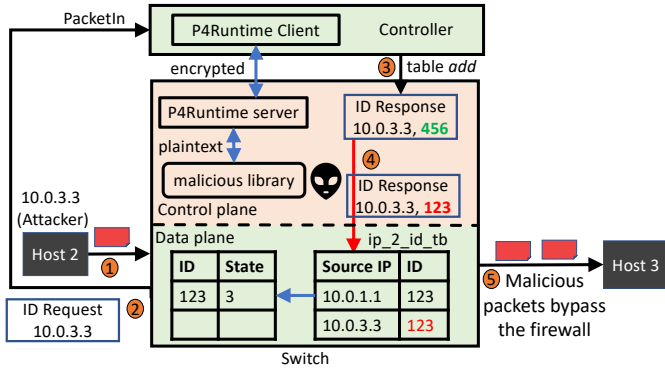 PacketIn
P4Runtime Client
Controller
encrypted
3
table add
P4Runtime server
ID Response
10.0.3.3, 456
plaintext
4
malicious library
ID Response
10.0.3.3, 123
Control plane
10.0.3.3
(Attacker)
Host 2
1
Data plane
ip_2_id_tb
ID State
123 3
Source IP ID
10.0.1.1 123
10.0.3.3 123
Host 3
5 Malicious
packets bypass
the firewall
2
ID Request
10.0.3.3
Switch